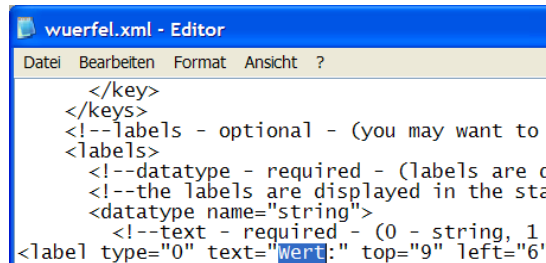 wuerfel.xml - Editor
Datei Bearbeiten Format Ansicht ?
</key>
</keys>
<!--labels - optional - (you may want to
<labels>
<!--datatype - required - (labels are
<!--the labels are displayed in the
<datatype name="string">
<!--text - required - (0 - string, 1
<label type="0" text="Wert:" top="9" left="6"